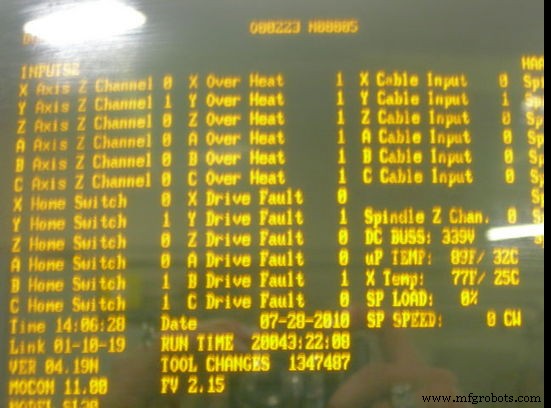 O00223 N00005
INPUTS2
X Axis Z Channel 0 X Over Heat 1 X Cable Input 0
Y Axis Z Channel 1 Y Over Heat 1 Y Cable Input 1
Z Axis Z Channel 0 Z Over Heat 1 Z Cable Input 0
A Axis Z Channel 0 A Over Heat 1 A Cable Input 0
B Axis Z Channel 0 B Over Heat 1 B Cable Input 0
C Axis Z Channel 0 C Over Heat 1 C Cable Input 0
X Home Switch 0 X Drive Fault 0
Y Home Switch 1 Y Drive Fault 0 Spindle Z Chan. 0
Z Home Switch 0 Z Drive Fault 0 DC BUSS: 339V
A Home Switch 0 A Drive Fault 0 uP TEMP: 89F/ 32C
B Home Switch 1 B Drive Fault 1 X Temp: 77F/ 25C
C Home Switch 1 C Drive Fault 0 SP LOAD: 0%
Time 14:06:28 Date 07-28-2010 SP SPEED: 0 CW
Link 01-10-19 RUN TIME 20043:22:08
VER 04.19N TOOL CHANGES 1347487
MOCON 11.00 FV 2.15
www.mfgrobots.com